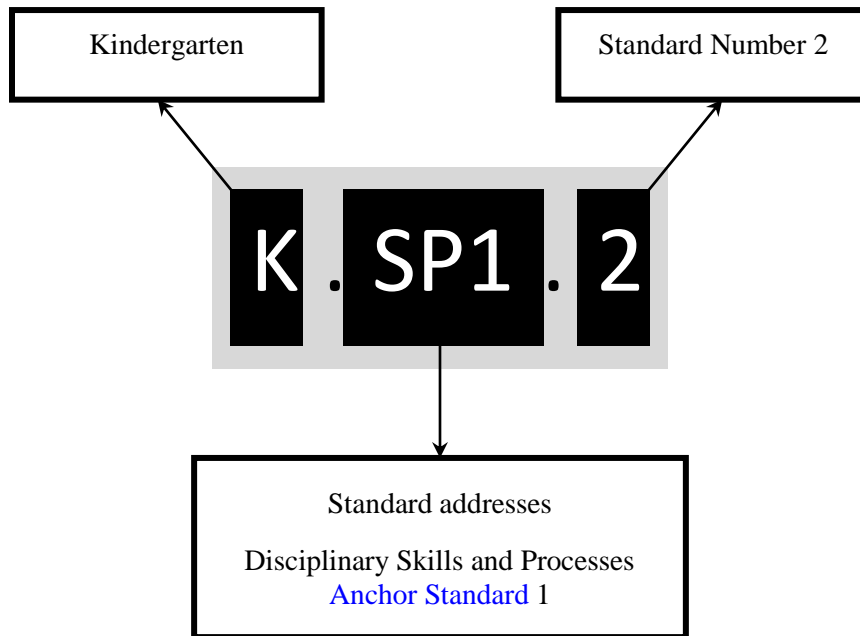 Kindergarten
Standard Number 2
K . SP1 . 2
Standard addresses
Disciplinary Skills and Processes
Anchor Standard 1